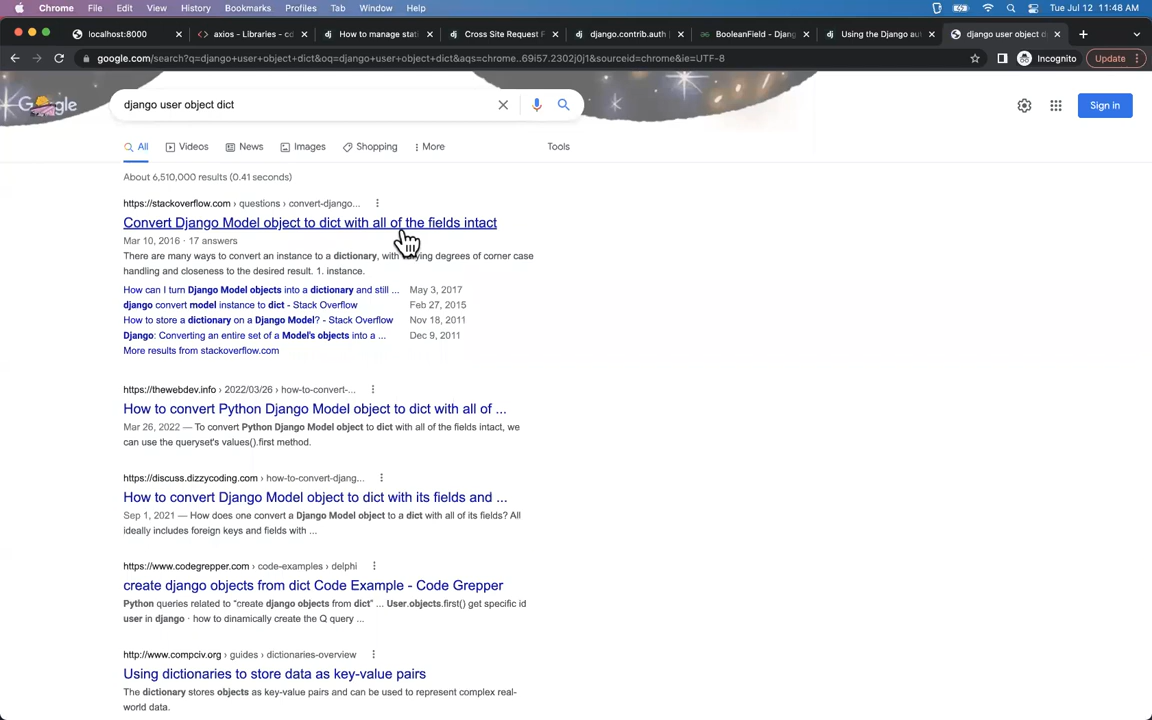 Chrome File Edit View History Bookmarks Profiles Tab Window Help Tue Jul 12 11:48 AM
localhost:8000 axios - Libraries - cd How to manage stati Cross Site Request F django.contrib.auth BooleanField - Djang Using the Django au django user object di
google.com/search?q=django+user+object+dict&oq=django+user+object+dict&aqs=chrome..69i57.2302j0j1&sourceid=chrome&ie=UTF-8 Incognito Update
Google django user object dict Sign in
All Videos News Images Shopping More Tools
About 6,510,000 results (0.41 seconds)
https://stackoverflow.com › questions › convert-django...
Convert Django Model object to dict with all of the fields intact
Mar 10, 2016 · 17 answers
There are many ways to convert an instance to a dictionary, with varying degrees of corner case
handling and closeness to the desired result. 1. instance.
How can I turn Django Model objects into a dictionary and still ... May 3, 2017
django convert model instance to dict - Stack Overflow Feb 27, 2015
How to store a dictionary on a Django Model? - Stack Overflow Nov 18, 2011
Django: Converting an entire set of a Model's objects into a ... Dec 9, 2011
More results from stackoverflow.com
https://thewebdev.info › 2022/03/26 › how-to-convert-...
How to convert Python Django Model object to dict with all of ...
Mar 26, 2022 — To convert Python Django Model object to dict with all of the fields intact, we
can use the queryset's values().first method.
https://discuss.dizzycoding.com › how-to-convert-djang...
How to convert Django Model object to dict with its fields and ...
Sep 1, 2021 — How does one convert a Django Model object to a dict with all of its fields? All
ideally includes foreign keys and fields with ...
https://www.codegrepper.com › code-examples › delphi
create django objects from dict Code Example - Code Grepper
Python queries related to “create django objects from dict” ... User.objects.first() get specific id
user in django · how to dinamically create the Q query ...
http://www.compciv.org › guides › dictionaries-overview
Using dictionaries to store data as key-value pairs
The dictionary stores objects as key-value pairs and can be used to represent complex real-
world data.